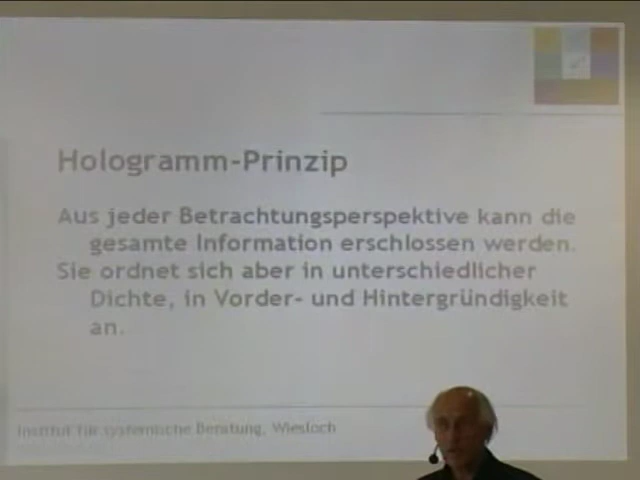 Hologramm-Prinzip
Aus jeder Betrachtungsperspektive kann die
gesamte Information erschlossen werden.
Sie ordnet sich aber in unterschiedlicher
Dichte, in Vorder- und Hintergründigkeit
an.
Institut für systemische Beratung, Wiesloch